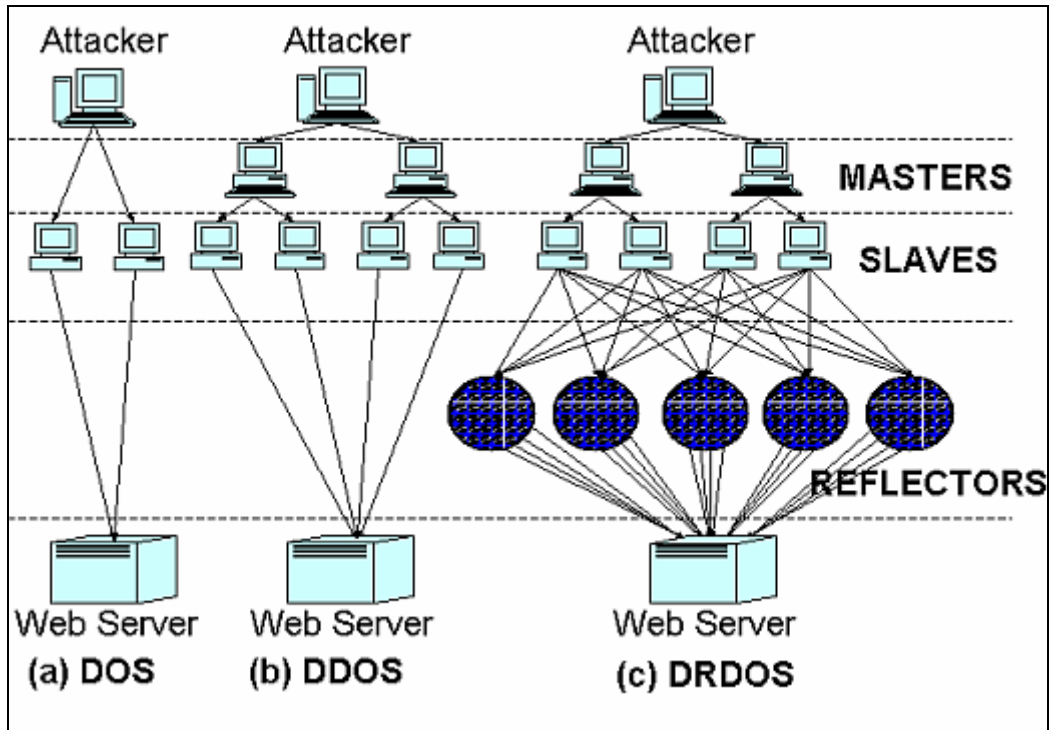 Attacker
Attacker
Attacker
MASTERS
SLAVES
REFLECTORS
Web Server
Web Server
Web Server
(a) DOS
(b) DDOS
(c) DRDOS